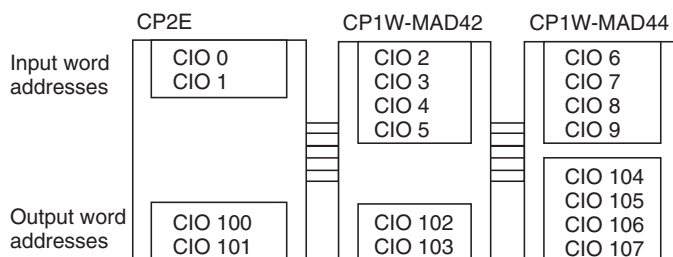 CP2E
CP1W-MAD42
CP1W-MAD44
Input word
addresses
CIO 0
CIO 1
CIO 2
CIO 3
CIO 4
CIO 5
CIO 6
CIO 7
CIO 8
CIO 9
Output word
addresses
CIO 100
CIO 101
CIO 102
CIO 103
CIO 104
CIO 105
CIO 106
CIO 107